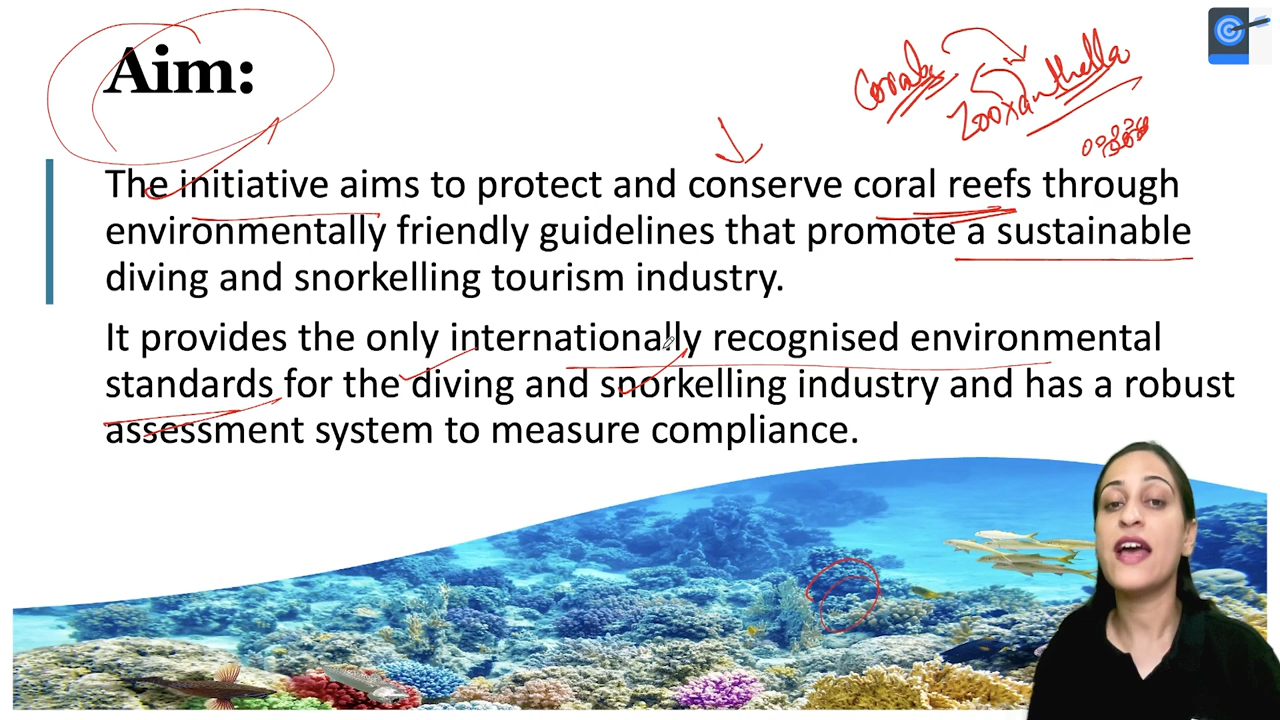 Aim:
Corals
Zooxanthella
The initiative aims to protect and conserve coral reefs through
environmentally friendly guidelines that promote a sustainable
diving and snorkelling tourism industry.
It provides the only internationally recognised environmental
standards for the diving and snorkelling industry and has a robust
assessment system to measure compliance.